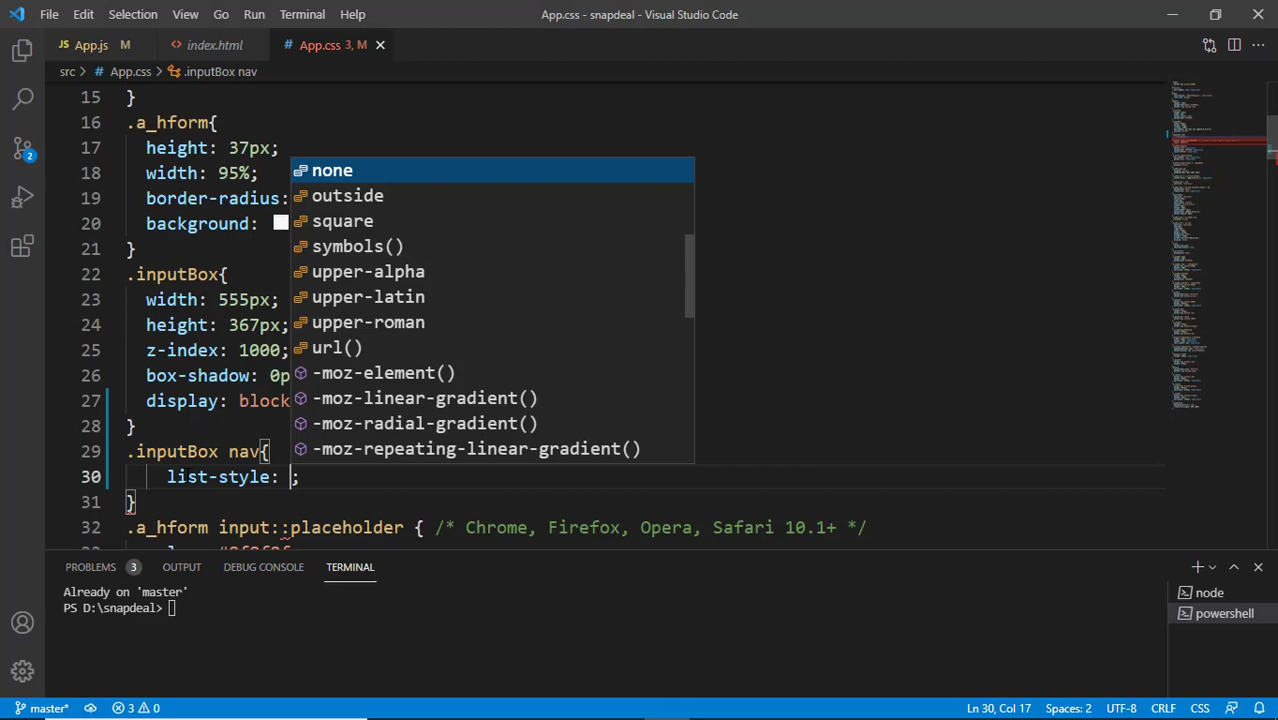 File Edit Selection View Go Run Terminal Help App.css - snapdeal - Visual Studio Code
App.js M index.html App.css 3, M
src > App.css > .inputBox nav
15 }
16 .a_hform{
17 height: 37px;
18 width: 95%;
19 border-radius:
20 background:
21 }
22 .inputBox{
23 width: 555px;
24 height: 367px;
25 z-index: 1000;
26 box-shadow: 0p
27 display: block
28 }
29 .inputBox nav{
30 list-style: ;
31 }
32 .a_hform input::placeholder { /* Chrome, Firefox, Opera, Safari 10.1+ */
none
outside
square
symbols()
upper-alpha
upper-latin
upper-roman
url()
-moz-element()
-moz-linear-gradient()
-moz-radial-gradient()
-moz-repeating-linear-gradient()
2
PROBLEMS 3 OUTPUT DEBUG CONSOLE TERMINAL
Already on 'master'
PS D:\snapdeal>
node
powershell
master* 3 0 Ln 30, Col 17 Spaces: 2 UTF-8 CRLF CSS